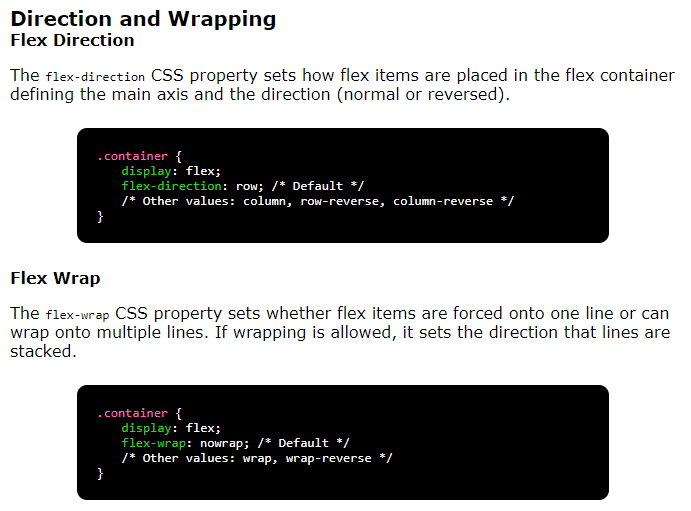 Direction and Wrapping
Flex Direction
The flex-direction CSS property sets how flex items are placed in the flex container
defining the main axis and the direction (normal or reversed).
.container {
display: flex;
flex-direction: row; /* Default */
/* Other values: column, row-reverse, column-reverse */
}
Flex Wrap
The flex-wrap CSS property sets whether flex items are forced onto one line or can
wrap onto multiple lines. If wrapping is allowed, it sets the direction that lines are
stacked.
.container {
display: flex;
flex-wrap: nowrap; /* Default */
/* Other values: wrap, wrap-reverse */
}